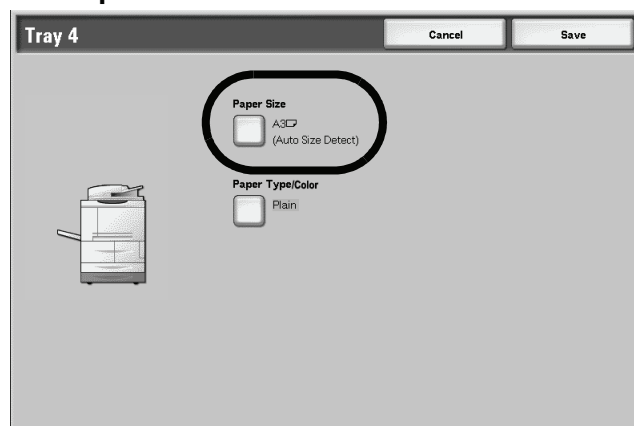 Tray 4
Cancel
Save
Paper Size
A3
(Auto Size Detect)
Paper Type/Color
Plain